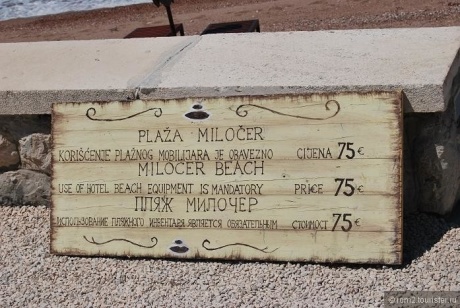 PLAŽA MILOČER
KORIŠĆENJE PLAŽNOG MOBILIJARA JE OBAVEZNO CIJENA 75€
MILOČER BEACH
USE OF HOTEL BEACH EQUIPMENT IS MANDATORY PRICE 75€
ПЛЯЖ МИЛОЧЕР
ИСПОЛЬЗОВАНИЕ ПЛЯЖНОГО ИНВЕНТАРЯ ЯВЛЯЕТСЯ ОБЯЗАТЕЛЬНЫМ СТОИМОСТ 75€